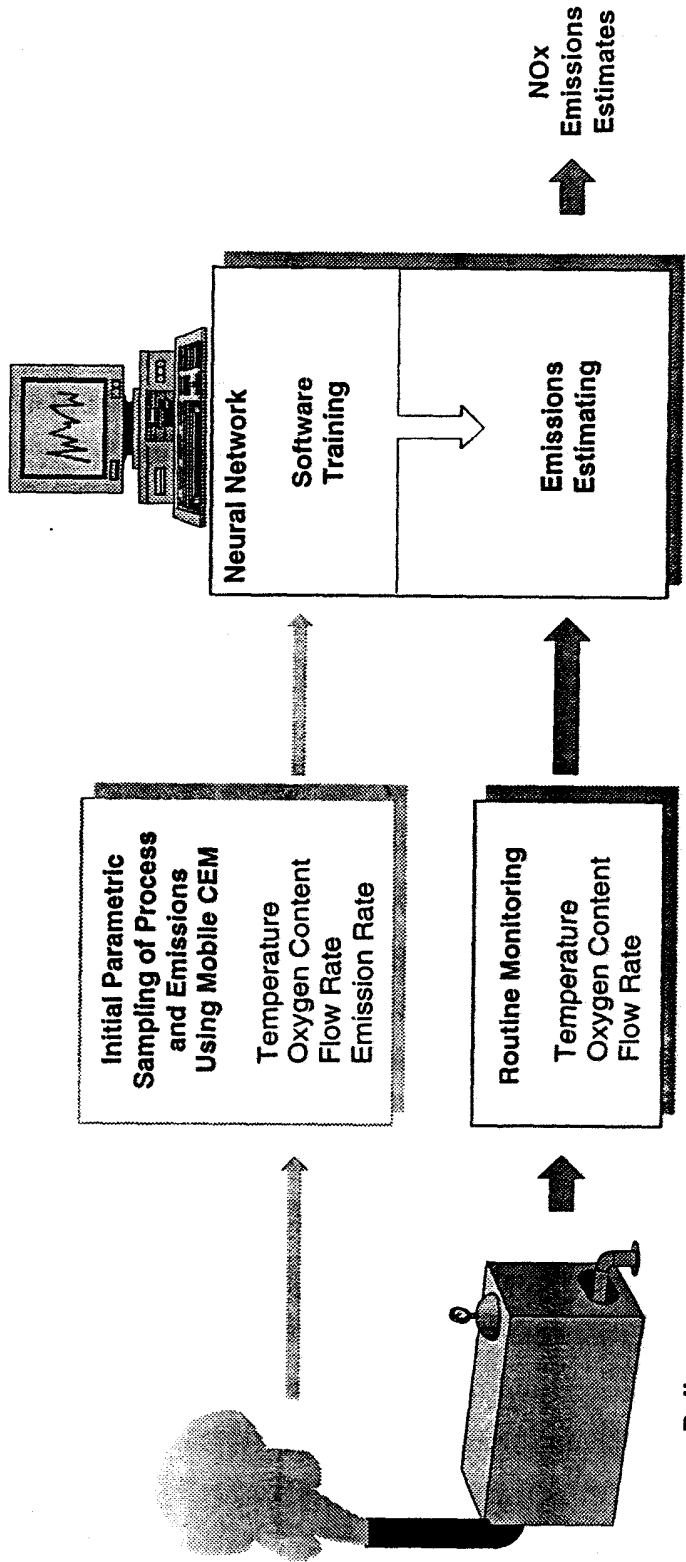 Initial Parametric
Sampling of Process
and Emissions
Using Mobile CEM
Temperature
Oxygen Content
Flow Rate
Emission Rate
Routine Monitoring
Temperature
Oxygen Content
Flow Rate
Neural Network
Software
Training
Emissions
Estimating
NOx
Emissions
Estimates